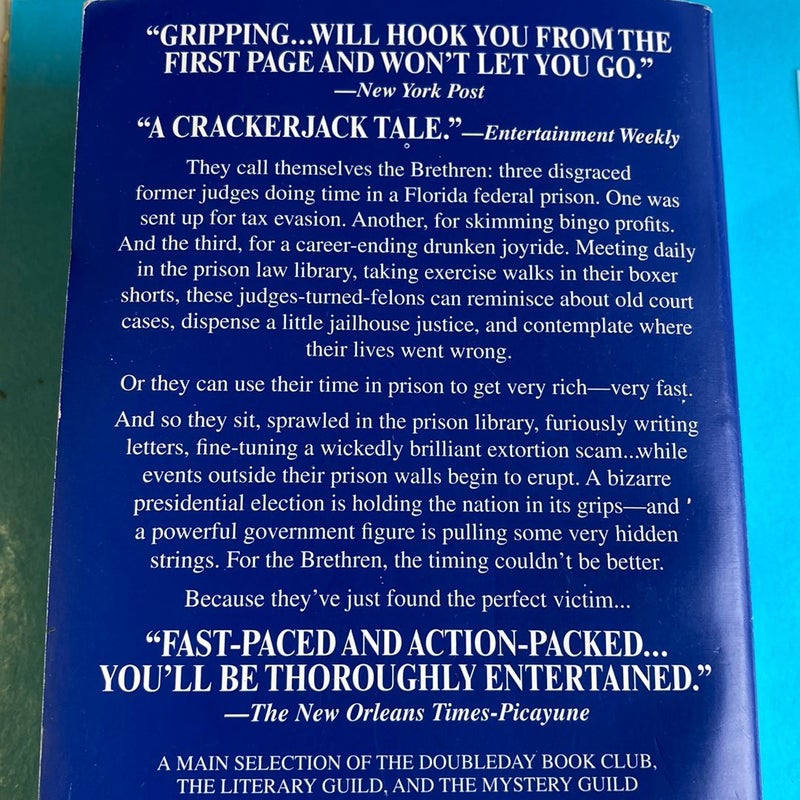 “GRIPPING...WILL HOOK YOU FROM THE
FIRST PAGE AND WON’T LET YOU GO.”
—New York Post
“A CRACKERJACK TALE.”—Entertainment Weekly
They call themselves the Brethren: three disgraced
former judges doing time in a Florida federal prison. One was
sent up for tax evasion. Another, for skimming bingo profits.
And the third, for a career-ending drunken joyride. Meeting daily
in the prison law library, taking exercise walks in their boxer
shorts, these judges-turned-felons can reminisce about old court
cases, dispense a little jailhouse justice, and contemplate where
their lives went wrong.
Or they can use their time in prison to get very rich—very fast.
And so they sit, sprawled in the prison library, furiously writing
letters, fine-tuning a wickedly brilliant extortion scam...while
events outside their prison walls begin to erupt. A bizarre
presidential election is holding the nation in its grips—and
a powerful government figure is pulling some very hidden
strings. For the Brethren, the timing couldn’t be better.
Because they’ve just found the perfect victim...
“FAST-PACED AND ACTION-PACKED...
YOU’LL BE THOROUGHLY ENTERTAINED.”
—The New Orleans Times-Picayune
A MAIN SELECTION OF THE DOUBLEDAY BOOK CLUB,
THE LITERARY GUILD, AND THE MYSTERY GUILD